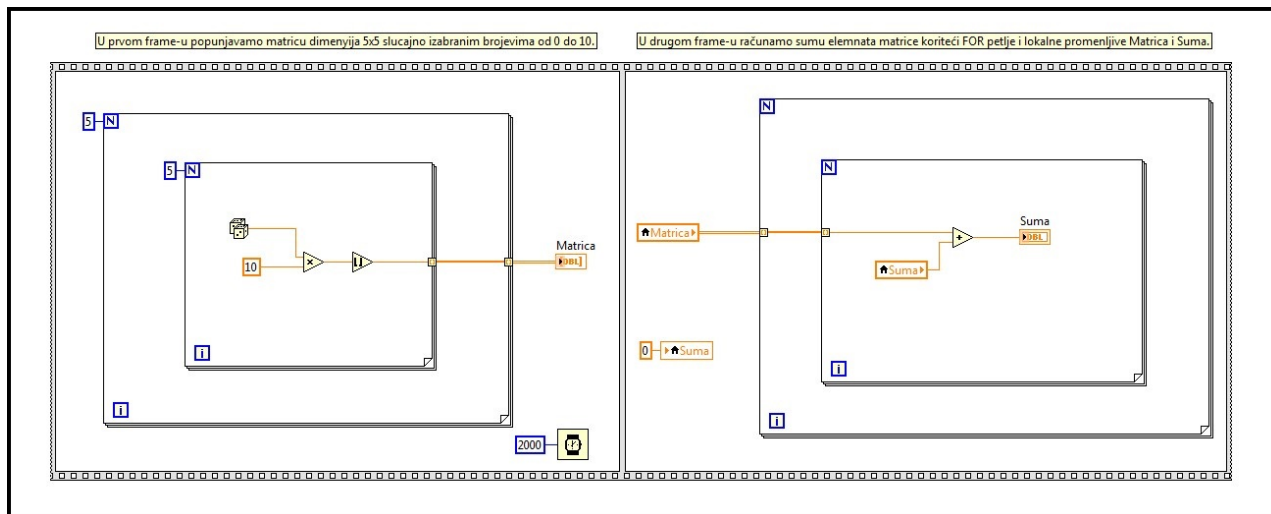 U prvom frame-u popunjavamo matricu dimenyija 5x5 slucajno izabranim brojevima od 0 do 10.
U drugom frame-u računamo sumu elemnata matrice koriteći FOR petlje i lokalne promenljive Matrica i Suma.
5 N
5 N
10
i
i
Matrica
DBL
2000
N
N
Matrica
Suma
DBL
Suma
0 Suma
i
i